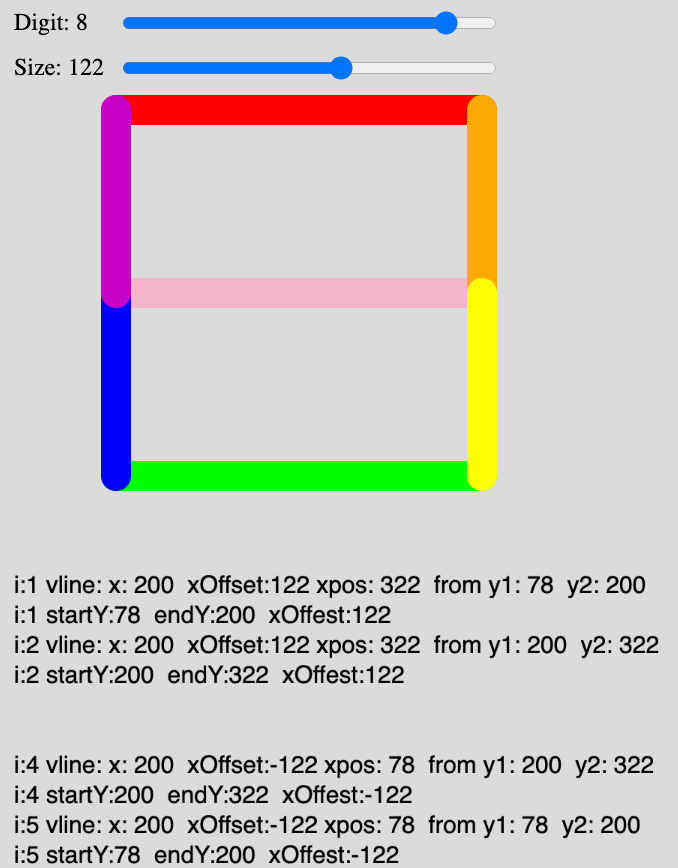 Digit: 8
Size: 122
i:1 vline: x: 200  xOffset:122 xpos: 322  from y1: 78  y2: 200
i:1 startY:78  endY:200  xOffest:122
i:2 vline: x: 200  xOffset:122 xpos: 322  from y1: 200  y2: 322
i:2 startY:200  endY:322  xOffest:122
i:4 vline: x: 200  xOffset:-122 xpos: 78  from y1: 200  y2: 322
i:4 startY:200  endY:322  xOffest:-122
i:5 vline: x: 200  xOffset:-122 xpos: 78  from y1: 78  y2: 200
i:5 startY:78  endY:200  xOffest:-122